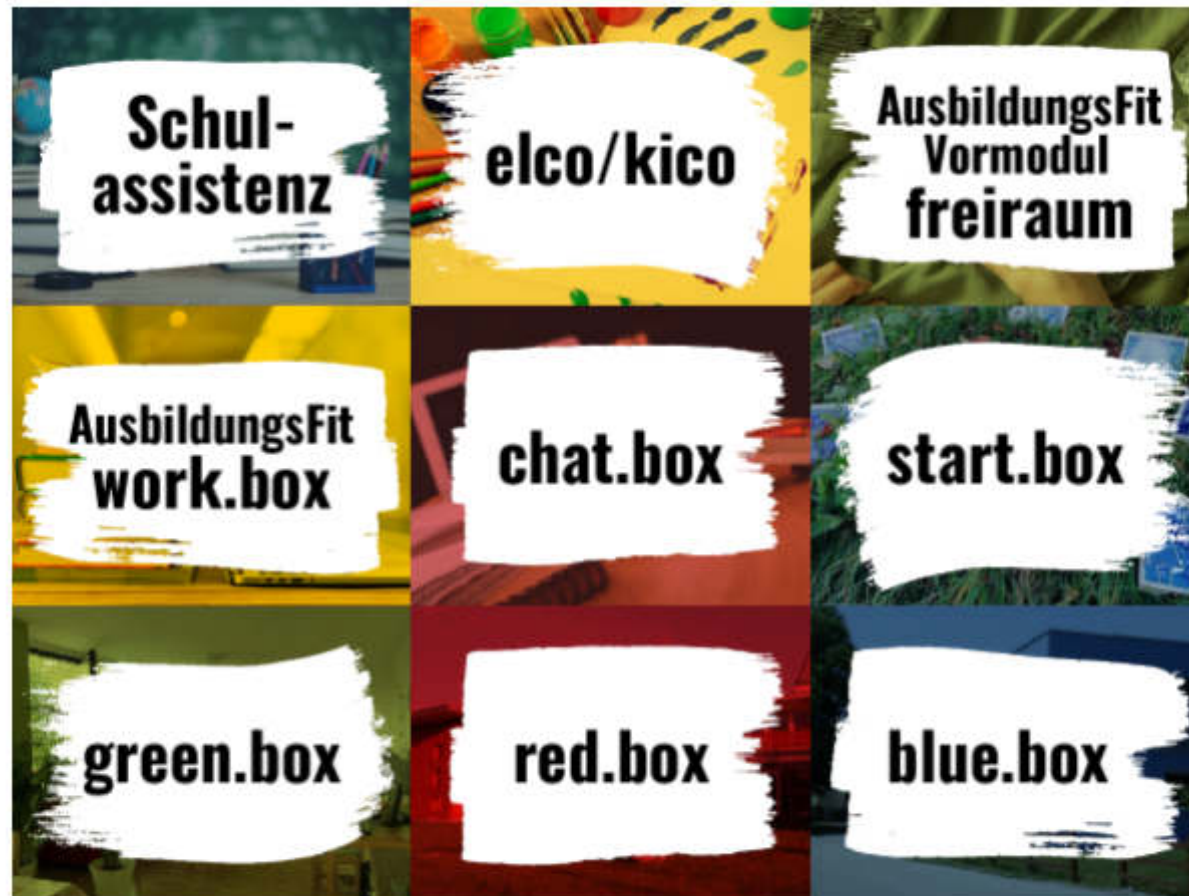 Schul-
assistenz
elco/kico
AusbildungsFit
Vormodul
freiraum
AusbildungsFit
work.box
chat.box
start.box
green.box
red.box
blue.box